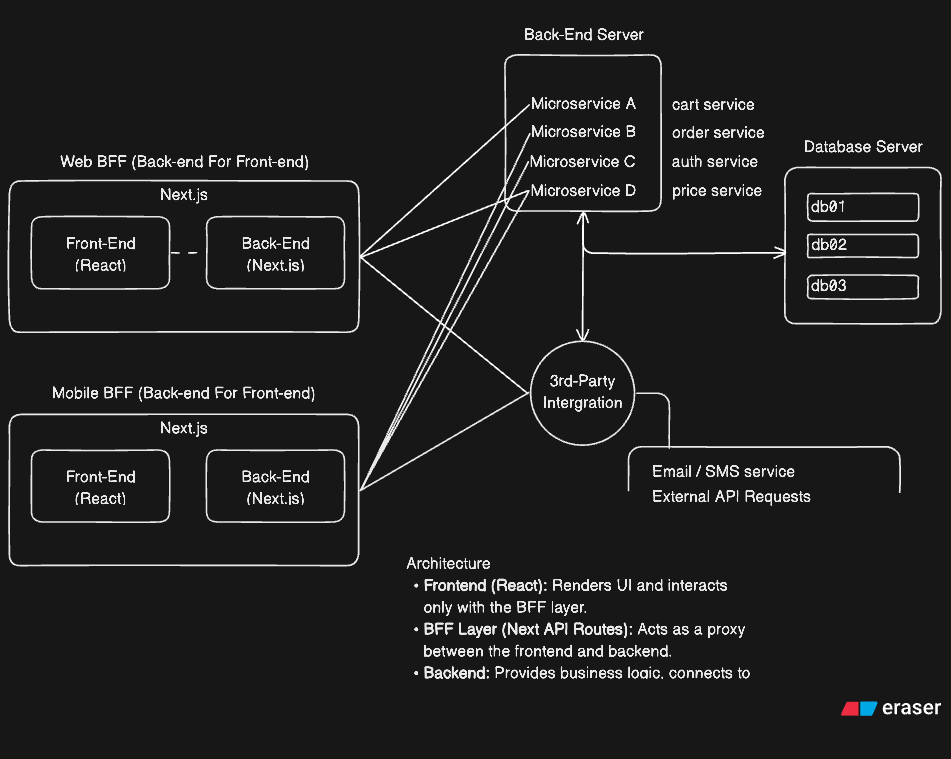 Back-End Server
Microservice A cart service
Microservice B order service
Microservice C auth service
Microservice D price service
Database Server
db01
db02
db03
Web BFF (Back-end For Front-end)
Next.js
Front-End
(React)
Back-End
(Next.js)
Mobile BFF (Back-end For Front-end)
Next.js
Front-End
(React)
Back-End
(Next.js)
3rd-Party
Intergration
Email / SMS service
External API Requests
Architecture
• Frontend (React): Renders UI and interacts
only with the BFF layer.
• BFF Layer (Next API Routes): Acts as a proxy
between the frontend and backend.
• Backend: Provides business logic, connects to
eraser